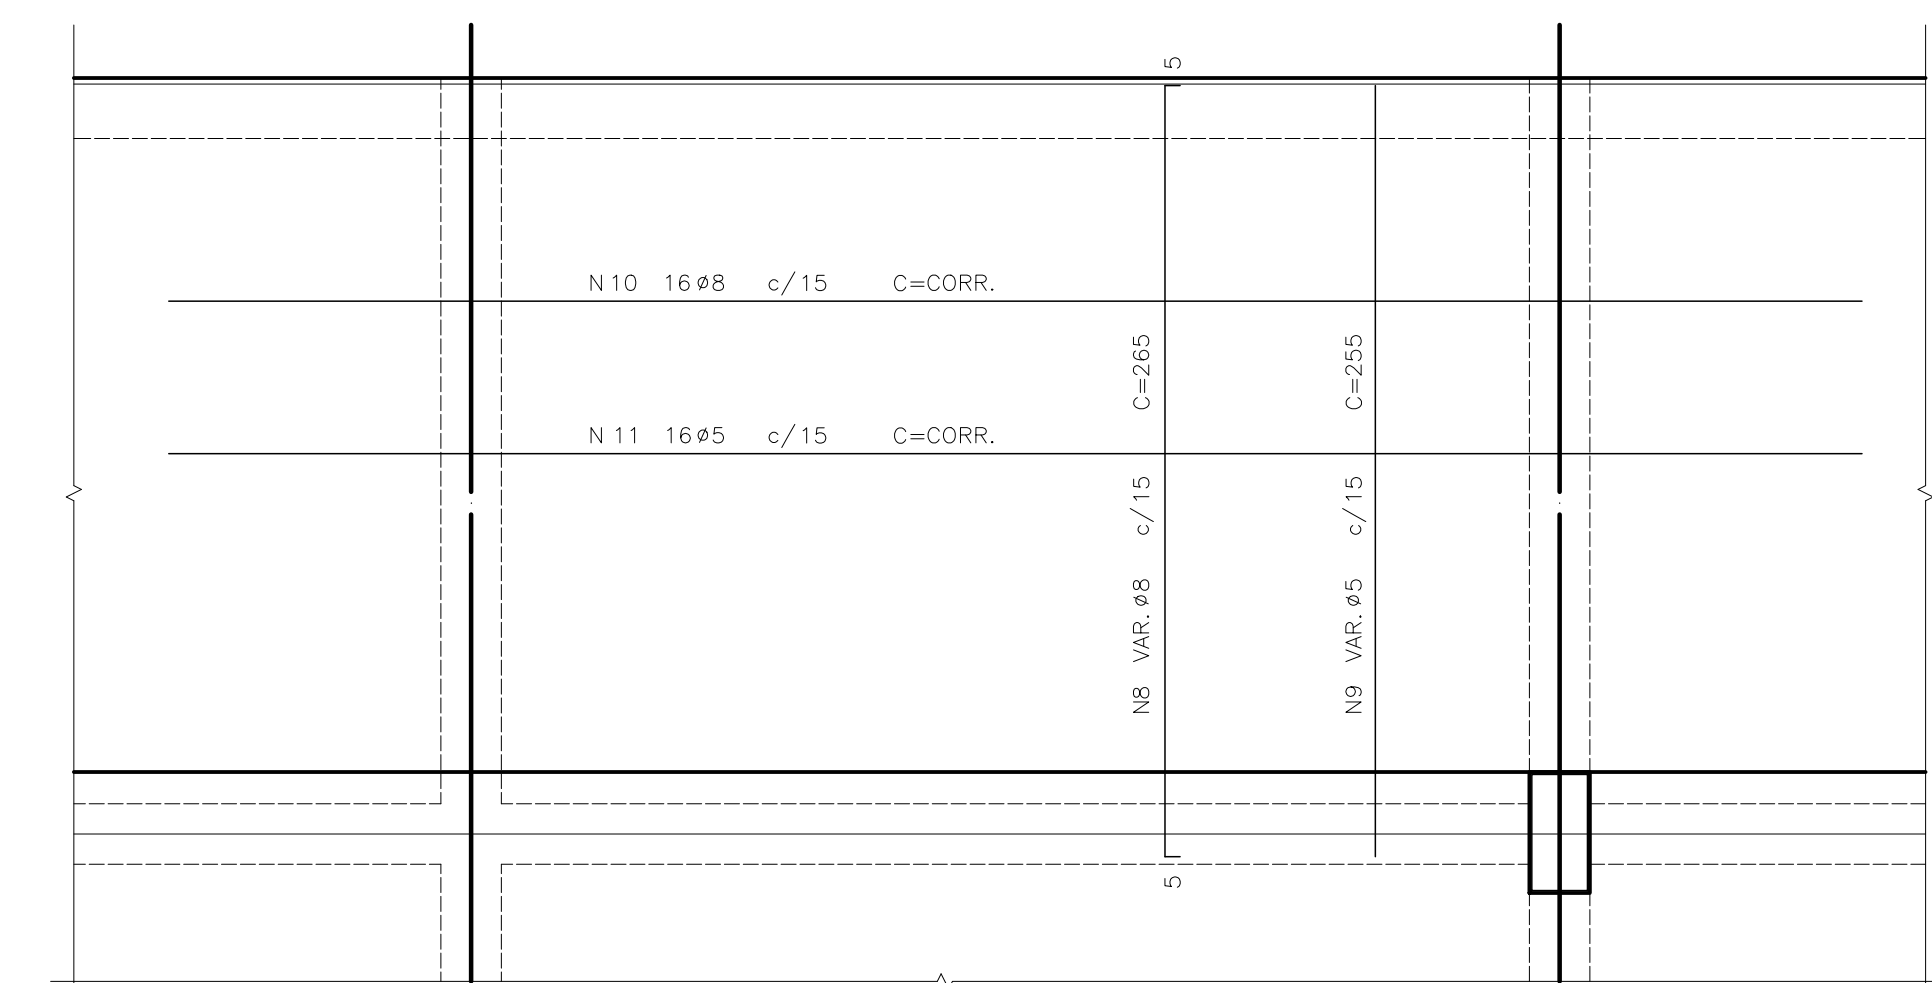 5
N10 16ø8 c/15 C=CORR.
N11 16ø5 c/15 C=CORR.
N8 VAR.ø8 c/15 C=265
N9 VAR.ø5 c/15 C=255
5